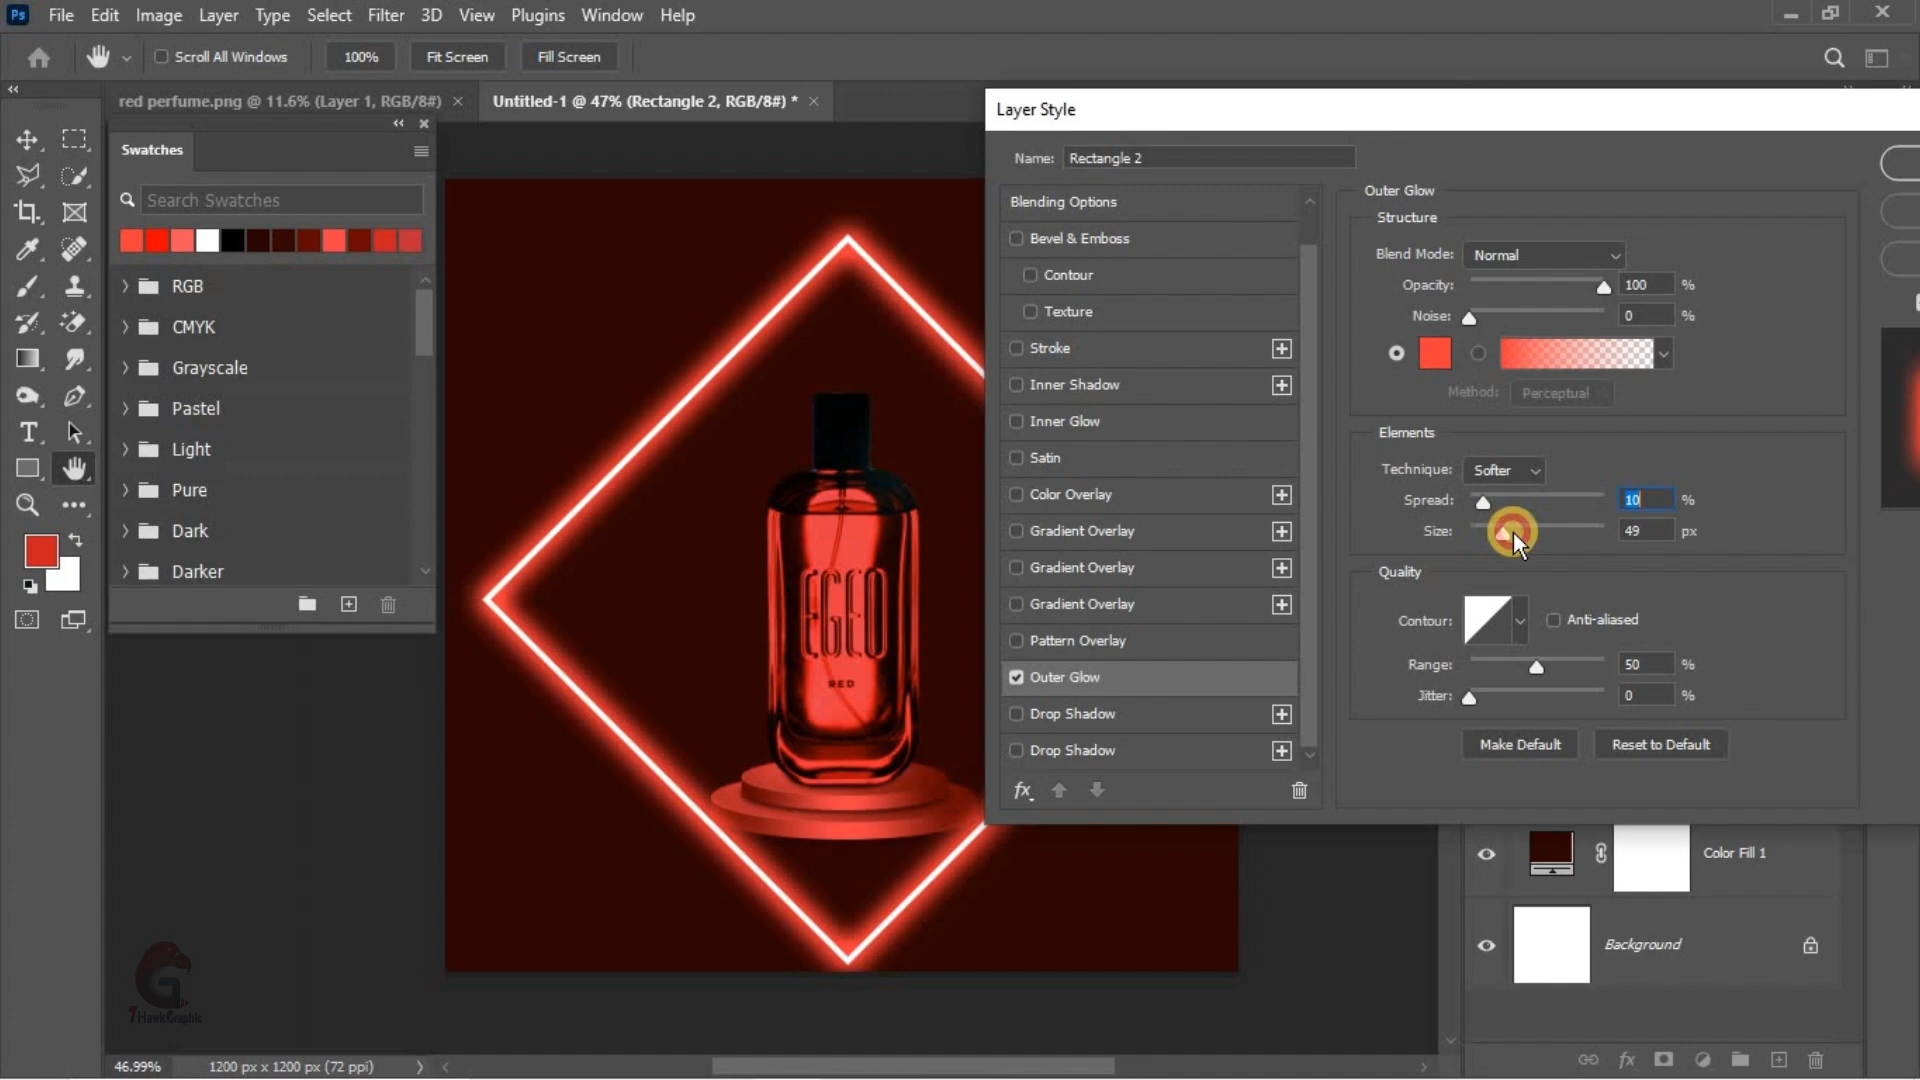 Ps File Edit Image Layer Type Select Filter 3D View Plugins Window Help
Scroll All Windows 100% Fit Screen Fill Screen
red perfume.png @ 11.6% (Layer 1, RGB/8#) × Untitled-1 @ 47% (Rectangle 2, RGB/8#) * ×
Layer Style
Swatches
Search Swatches
RGB
CMYK
Grayscale
Pastel
Light
Pure
Dark
Darker
EGEO
RED
Name: Rectangle 2
Blending Options
Bevel & Emboss
Contour
Texture
Stroke
Inner Shadow
Inner Glow
Satin
Color Overlay
Gradient Overlay
Gradient Overlay
Gradient Overlay
Pattern Overlay
Outer Glow
Drop Shadow
Drop Shadow
fx
Outer Glow
Structure
Blend Mode: Normal
Opacity: 100 %
Noise: 0 %
Method: Perceptual
Elements
Technique: Softer
Spread: 10 %
Size: 49 px
Quality
Contour: Anti-aliased
Range: 50 %
Jitter: 0 %
Make Default Reset to Default
Color Fill 1
Background
fx
G
7HawkGraphic
46.99% 1200 px x 1200 px (72 ppi)